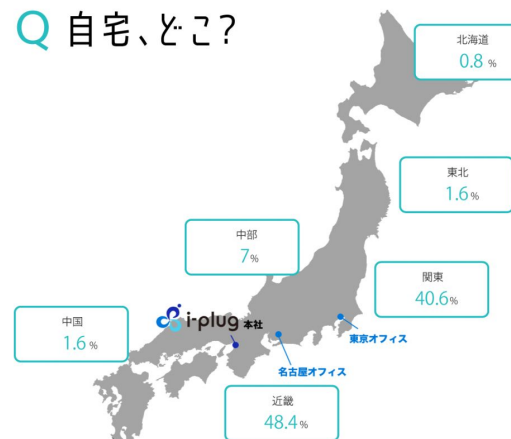 Q 自宅、どこ?
北海道
0.8 %
東北
1.6 %
中部
7 %
関東
40.6 %
i-plug 本社
中国
1.6 %
東京オフィス
名古屋オフィス
近畿
48.4 %